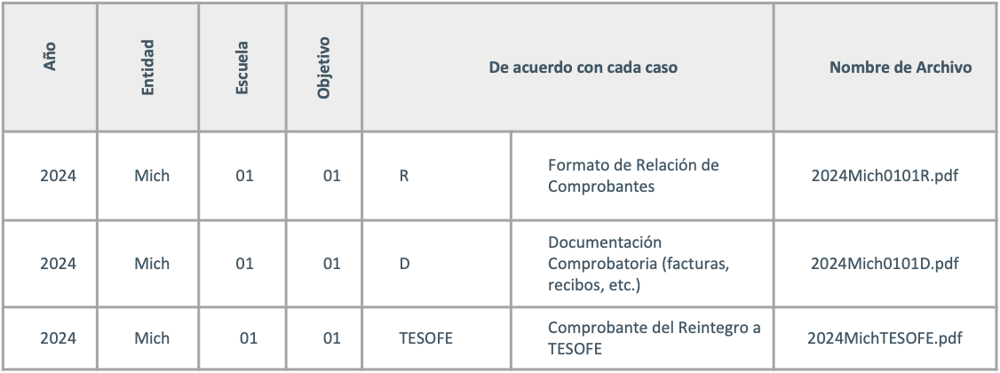 Año
Entidad
Escuela
Objetivo
De acuerdo con cada caso
Nombre de Archivo
2024
Mich
01
01
R
Formato de Relación de
Comprobantes
2024Mich0101R.pdf
2024
Mich
01
01
D
Documentación
Comprobatoria (facturas,
recibos, etc.)
2024Mich0101D.pdf
2024
Mich
01
01
TESOFE
Comprobante del Reintegro a
TESOFE
2024MichTESOFE.pdf